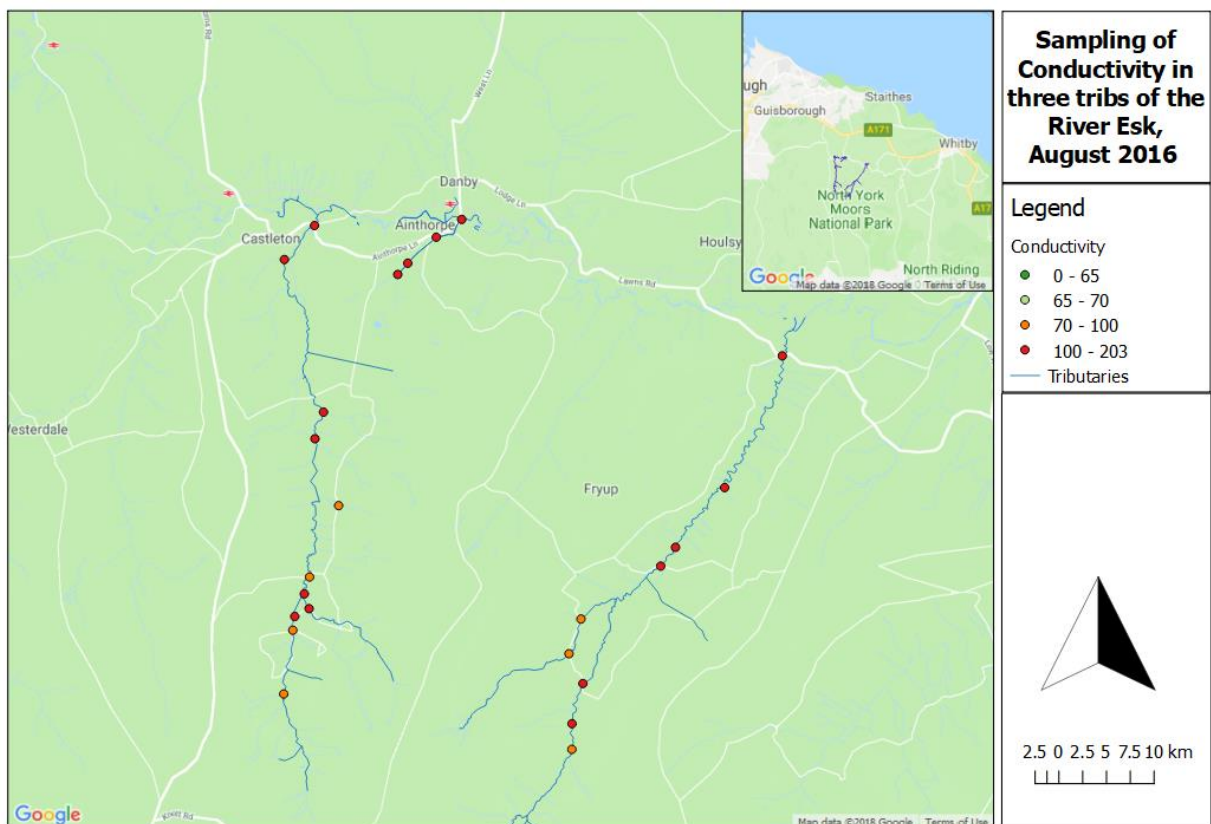 Sampling of
Conductivity in
three tribs of the
River Esk,
August 2016
Legend
Conductivity
0 - 65
65 - 70
70 - 100
100 - 203
Tributaries
2.5 0 2.5 5 7.5 10 km
ugh
Guisborough
Staithes
A171
Whitby
North York
Moors
National Park
A17
North Riding
Google
Map data ©2018 Google
Terms of Use
West Ln
Danby
Lodge Ln
Ainthorpe
Castleton
Ainthorpe Ln
Houlsy
Lawns Rd
esterdale
Fryup
Google
Map data ©2018 Google
Terms of Use